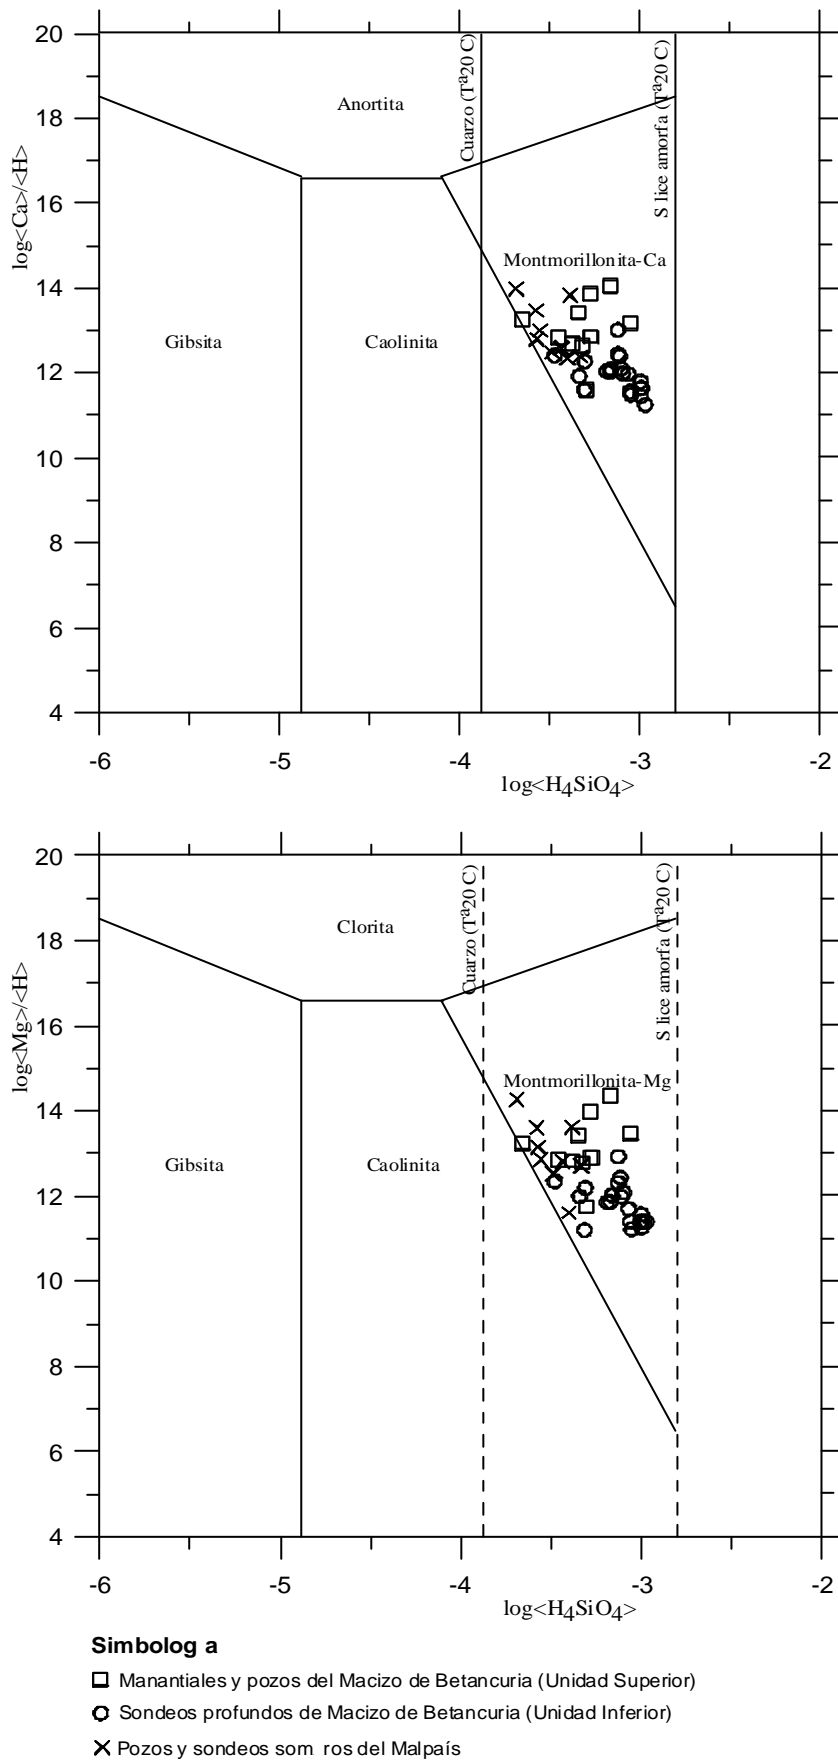 20
18
16
14
12
10
8
6
4
log<Ca>/<H>
Anortita
Cuarzo (Tª20 C)
S lice amorfa (Tª20 C)
Montmorillonita-Ca
Gibsita
Caolinita
-6
-5
-4
-3
-2
log<H4SiO4>
20
18
16
14
12
10
8
6
4
log<Mg>/<H>
Clorita
Cuarzo (Tª20 C)
S lice amorfa (Tª20 C)
Montmorillonita-Mg
Gibsita
Caolinita
-6
-5
-4
-3
-2
log<H4SiO4>
Simbolog a
Manantiales y pozos del Macizo de Betancuria (Unidad Superior)
Sondeos profundos de Macizo de Betancuria (Unidad Inferior)
Pozos y sondeos som ros del Malpaís